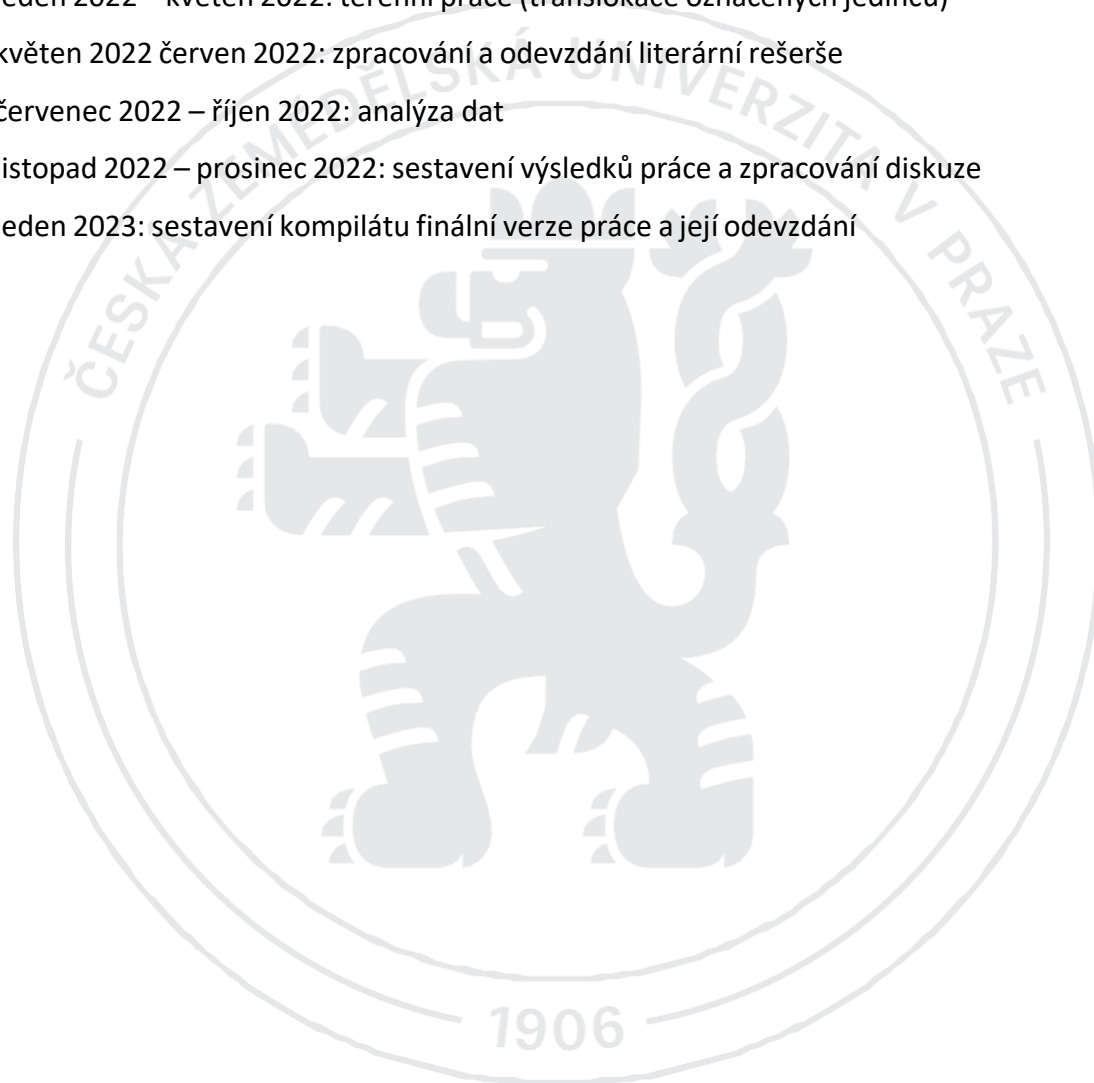 eden 2022 – květen 2022: terénní práce (translokace označených jedinců)
květen 2022 červen 2022: zpracování a odevzdání literární rešerše
červenec 2022 – říjen 2022: analýza dat
listopad 2022 – prosinec 2022: sestavení výsledků práce a zpracování diskuze
eden 2023: sestavení kompilátu finální verze práce a její odevzdání
ČESKÁ ZEMĚDĚLSKÁ UNIVERZITA V PRAZE
1906